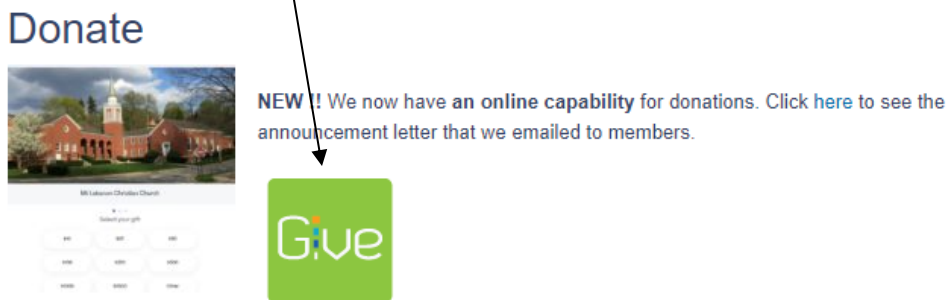 Donate
NEW !! We now have an online capability for donations. Click here to see the
announcement letter that we emailed to members.
Mt Lebanon Christian Church
Select your gift
Give